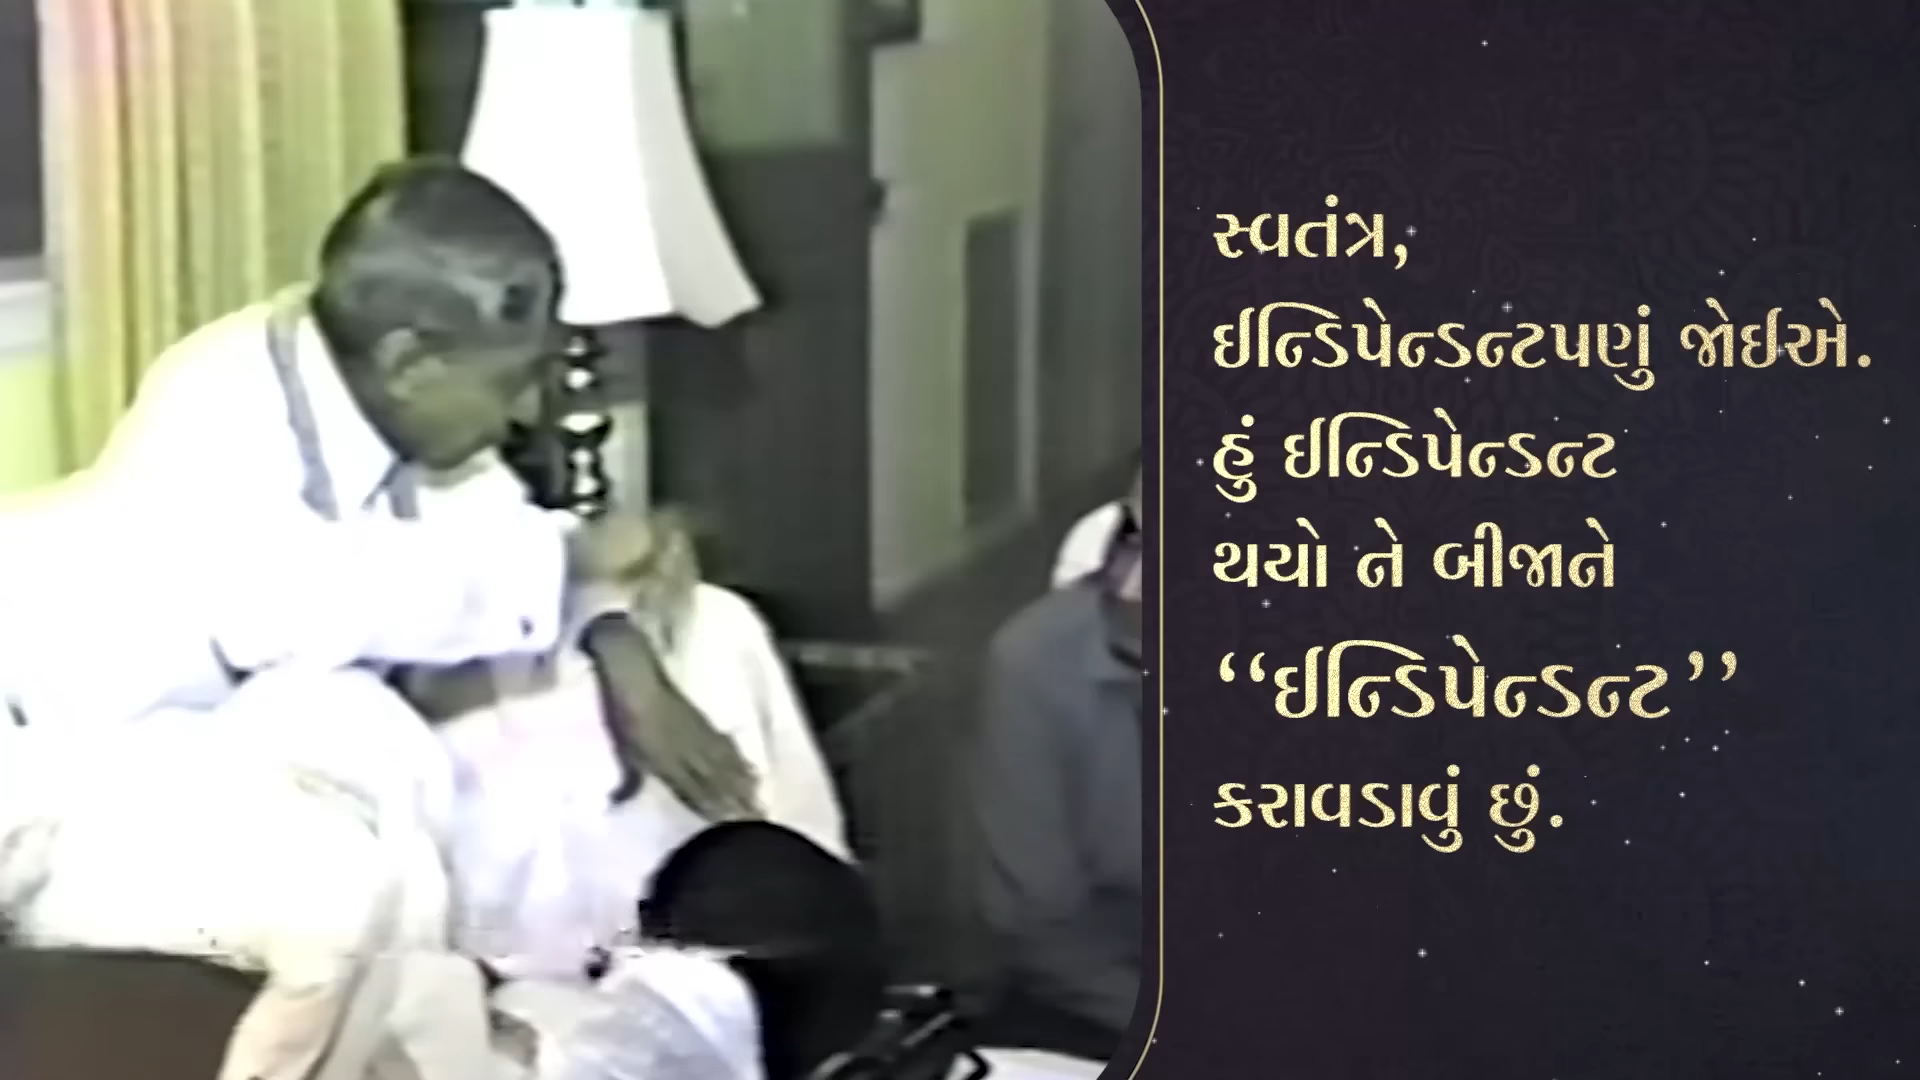 સ્વતંત્ર,
ઈન્ડિપેન્ડન્ટપણું જોઈએ.
હું ઈન્ડિપેન્ડન્ટ
થયો ને બીજાને
“ઈન્ડિપેન્ડન્ટ”
કરાવડાવું છું.